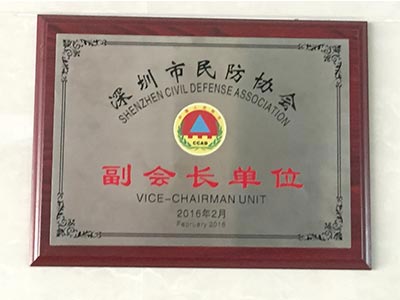 深圳市民防协会
SHENZHEN CIVIL DEFENSE ASSOCIATION
CCAD
副会长单位
VICE-CHAIRMAN UNIT
2016年2月
February 2016